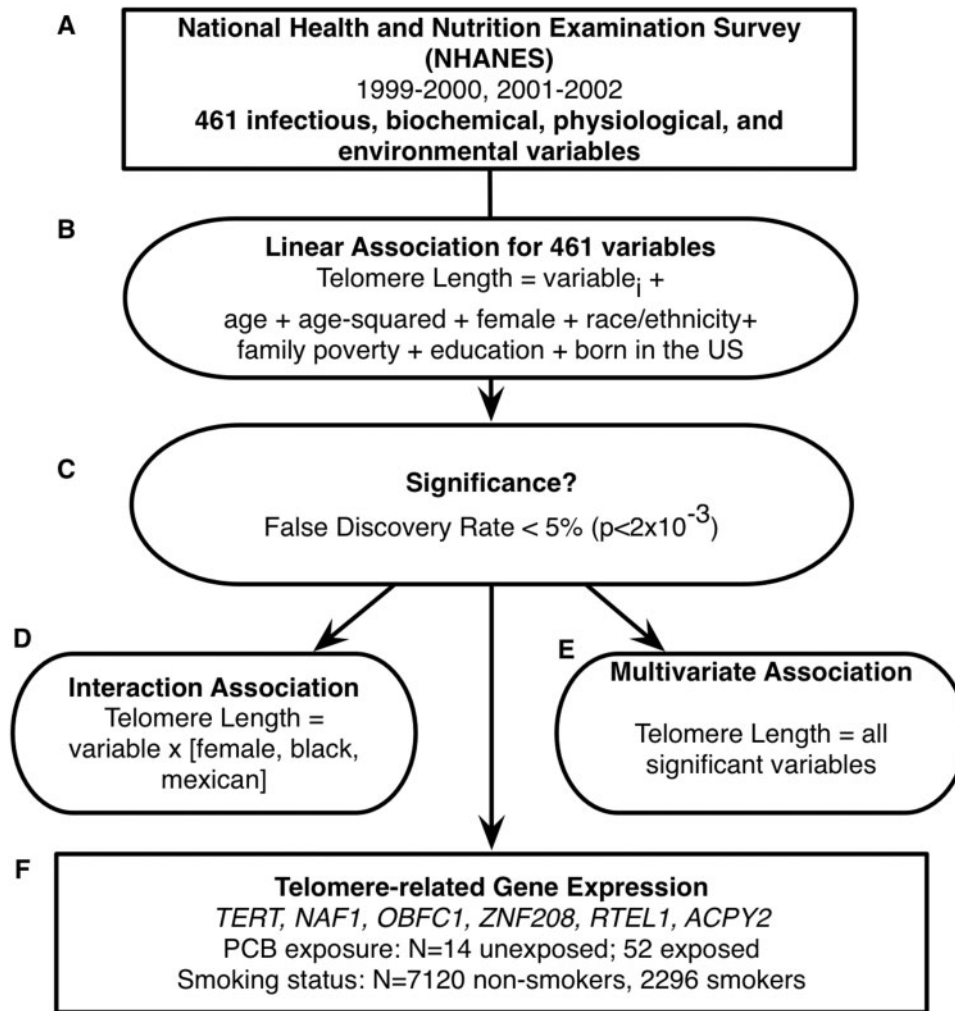 A
National Health and Nutrition Examination Survey
(NHANES)
1999-2000, 2001-2002
461 infectious, biochemical, physiological, and
environmental variables
B
Linear Association for 461 variables
Telomere Length = variableᵢ +
age + age-squared + female + race/ethnicity+
family poverty + education + born in the US
C
Significance?
False Discovery Rate < 5% (p<2x10⁻³)
D
Interaction Association
Telomere Length =
variable x [female, black,
mexican]
E
Multivariate Association
Telomere Length = all
significant variables
F
Telomere-related Gene Expression
TERT, NAF1, OBFC1, ZNF208, RTEL1, ACPY2
PCB exposure: N=14 unexposed; 52 exposed
Smoking status: N=7120 non-smokers, 2296 smokers